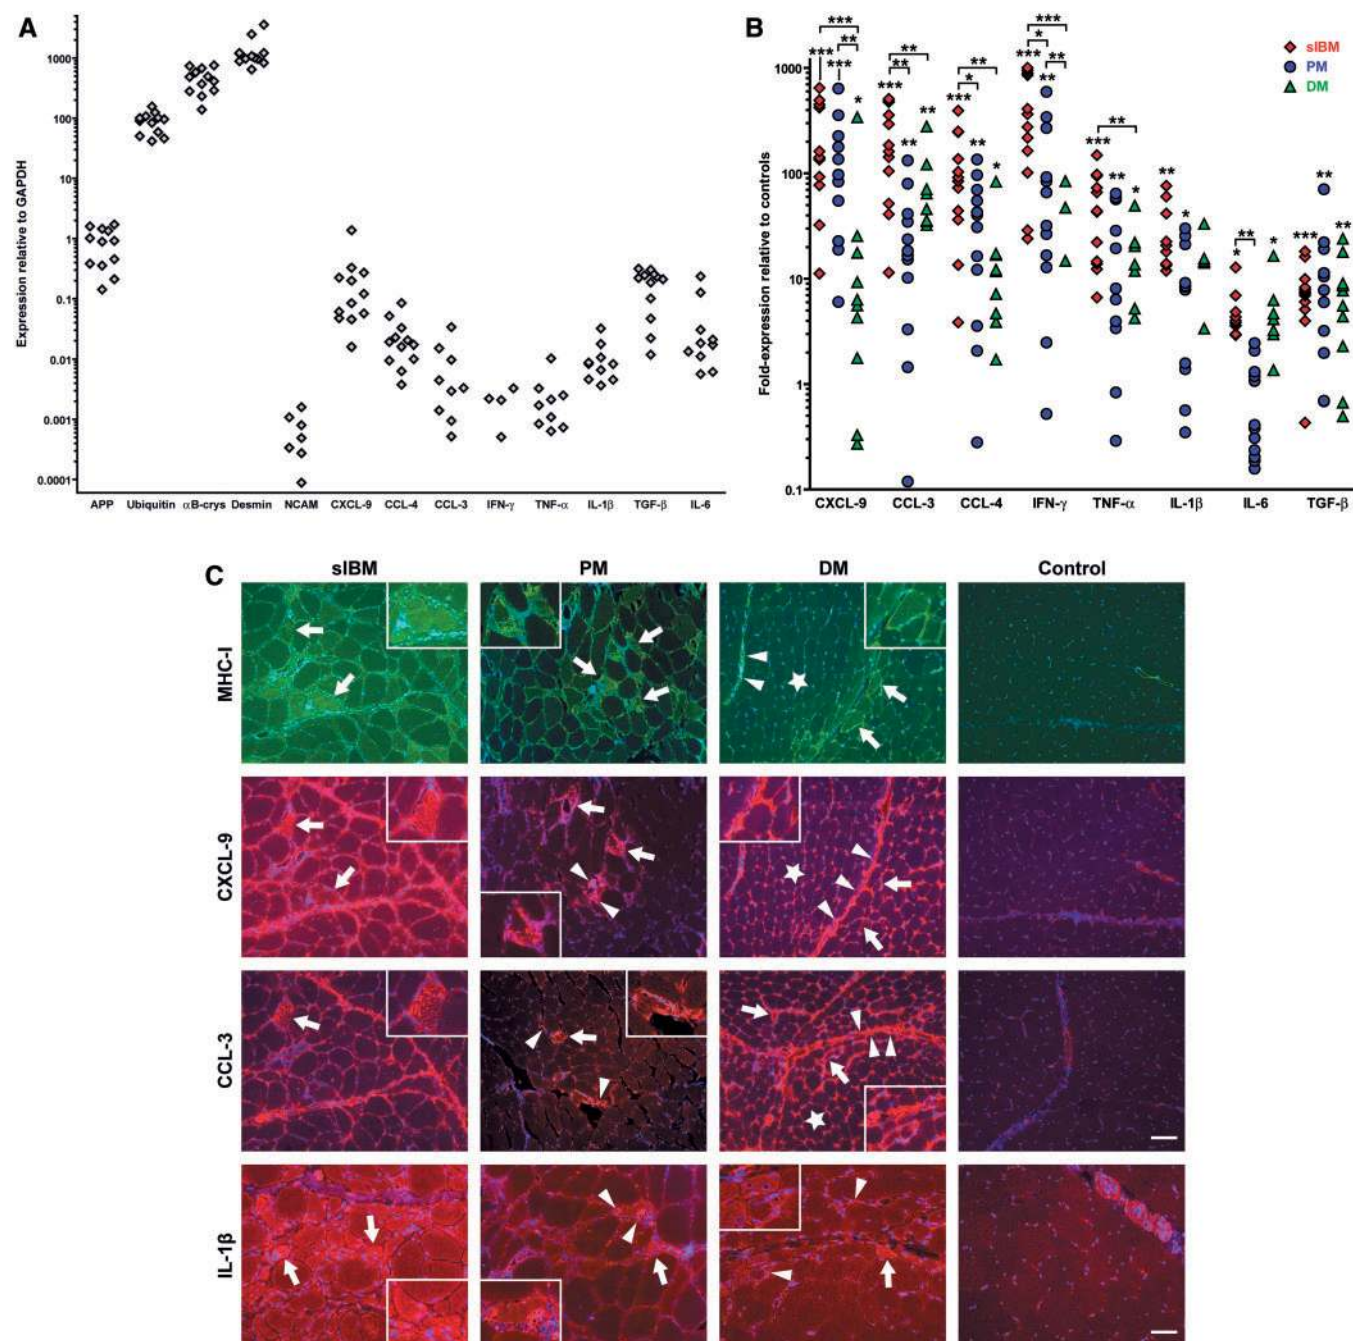 A
Expression relative to GAPDH
1000
100
10
1
0.1
0.01
0.001
0.0001
APP Ubiquitin αB-crys Desmin NCAM CXCL-9 CCL-4 CCL-3 IFN-γ TNF-α IL-1β TGF-β IL-6
B
sIBM
PM
DM
Fold-expression relative to controls
1000
100
10
1
0.1
*** *** ** *** *
*** ** ** ** **
*** ** * ** *
*** * *** ** **
*** ** ** *
** *
* ** *
*** ** **
CXCL-9 CCL-3 CCL-4 IFN-γ TNF-α IL-1β IL-6 TGF-β
C
sIBM PM DM Control
MHC-I
CXCL-9
CCL-3
IL-1β